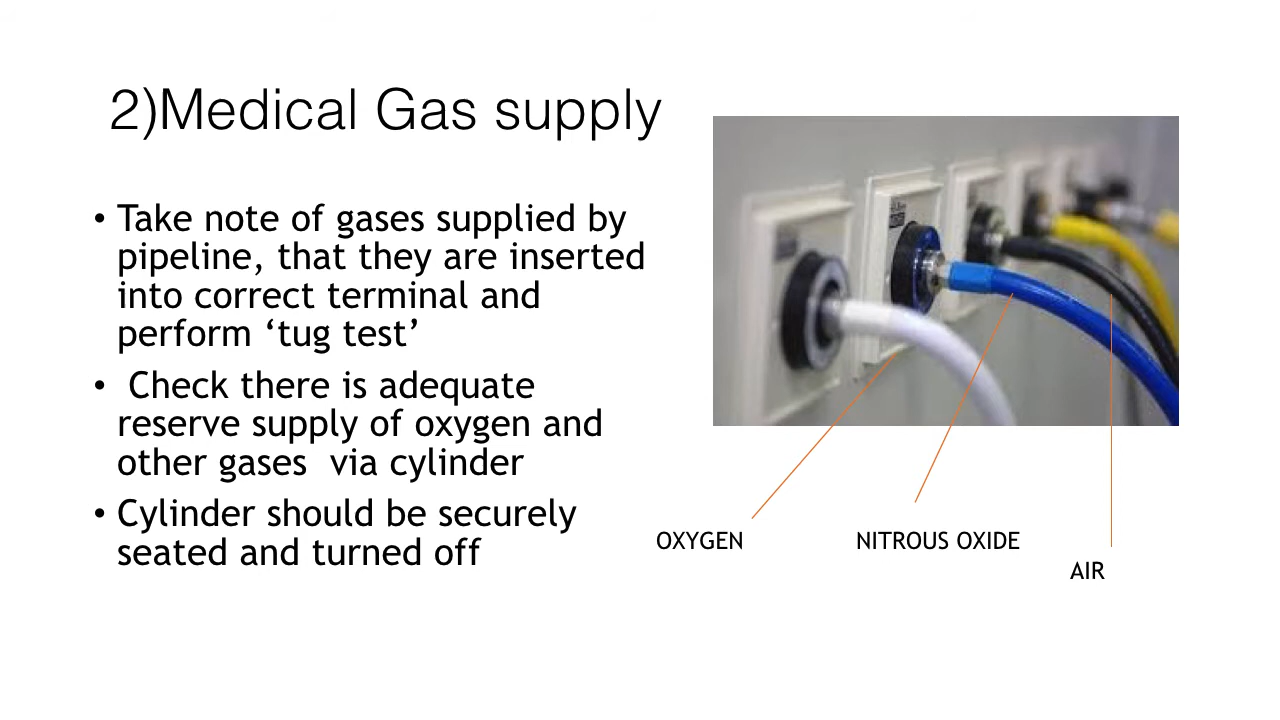 2)Medical Gas supply
• Take note of gases supplied by
pipeline, that they are inserted
into correct terminal and
perform ‘tug test’
• Check there is adequate
reserve supply of oxygen and
other gases  via cylinder
• Cylinder should be securely
seated and turned off
OXYGEN
NITROUS OXIDE
AIR